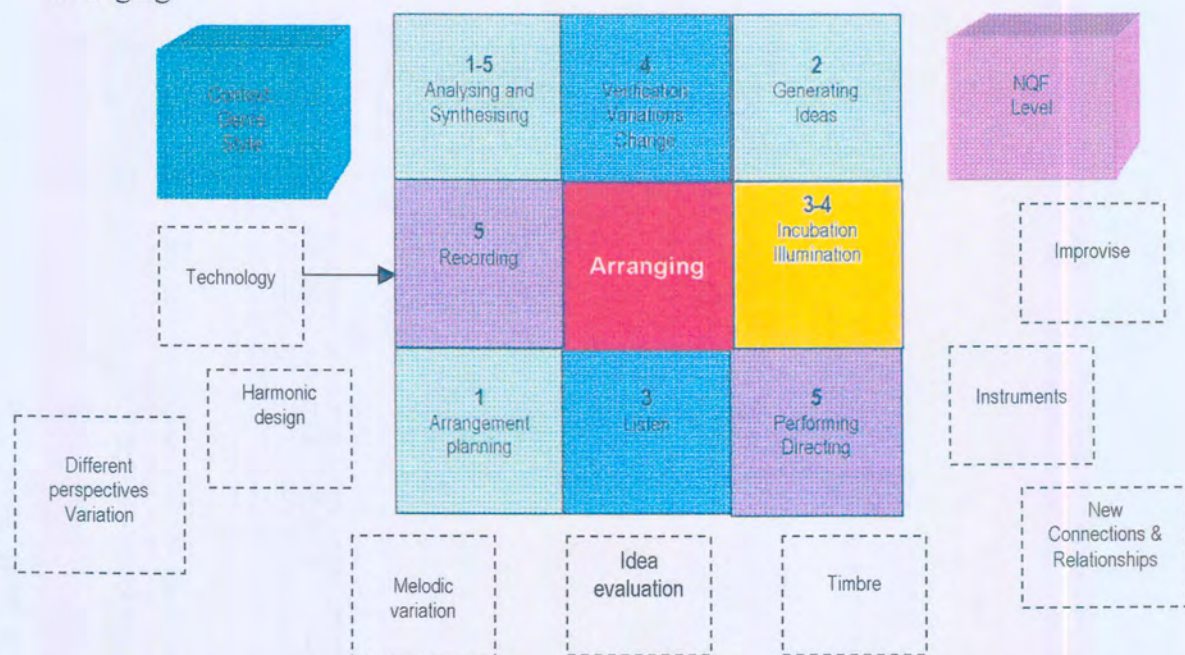 Context
Genre
Style
1-5
Analysing and
Synthesising
4
Verification
Variations
Change
2
Generating
Ideas
NQF
Level
Technology
5
Recording
Arranging
3-4
Incubation
Illumination
Improvise
Harmonic
design
1
Arrangement
planning
3
Listen
5
Performing
Directing
Instruments
Different
perspectives
Variation
Melodic
variation
Idea
evaluation
Timbre
New
Connections &
Relationships